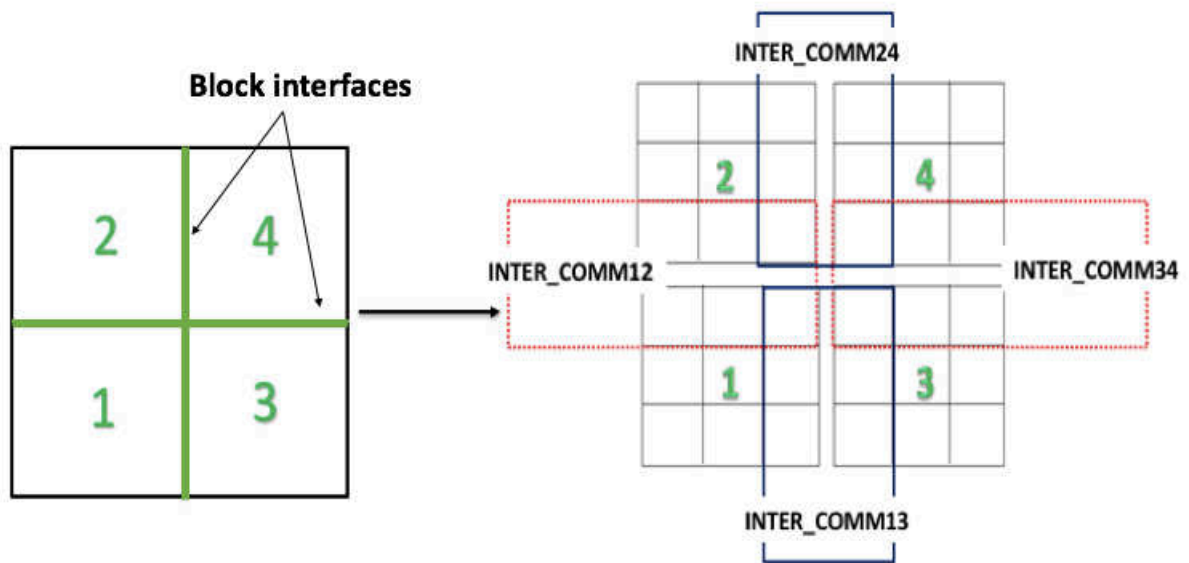 Block interfaces
2 4
1 3
INTER_COMM24
2 4
INTER_COMM12 INTER_COMM34
1 3
INTER_COMM13